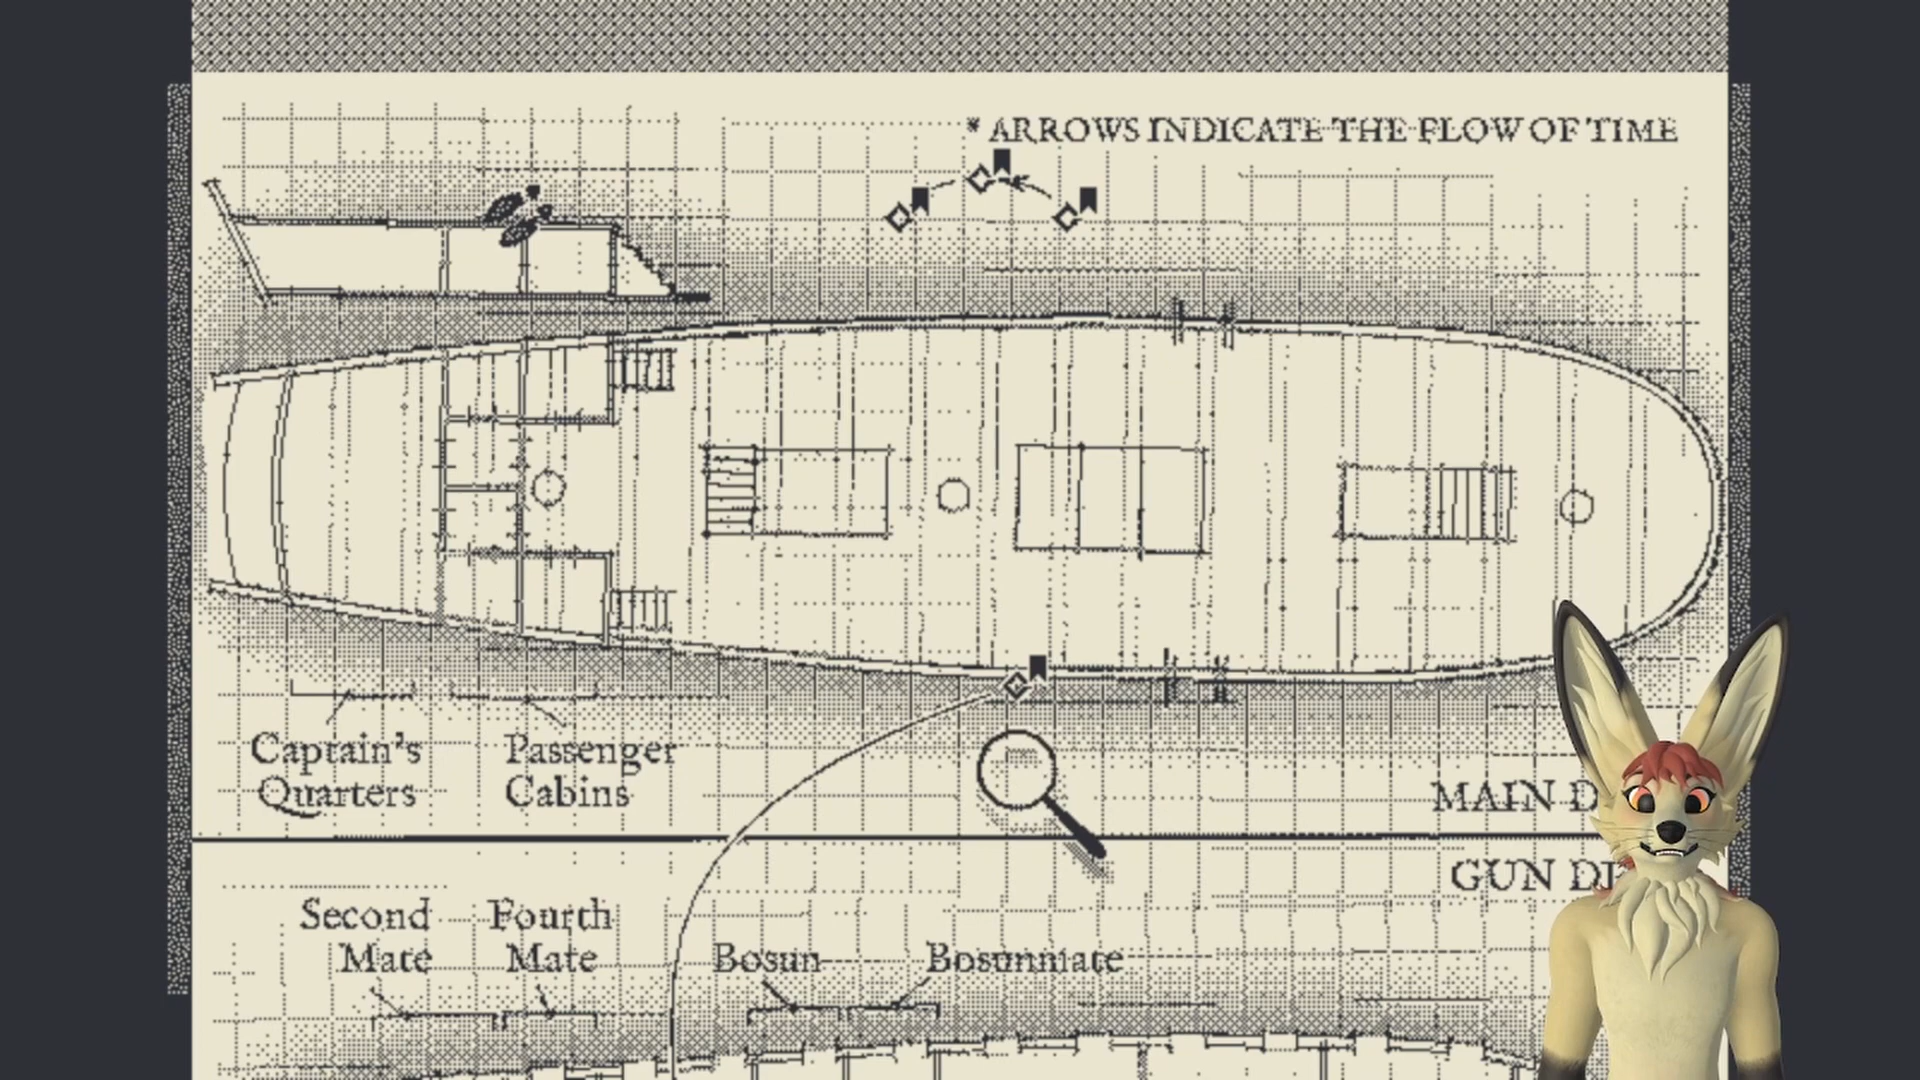 * ARROWS INDICATE THE FLOW OF TIME
Captain's
Quarters
Passenger
Cabins
MAIN
GUN
Second
Mate
Fourth
Mate
Bosun
Bosunmate